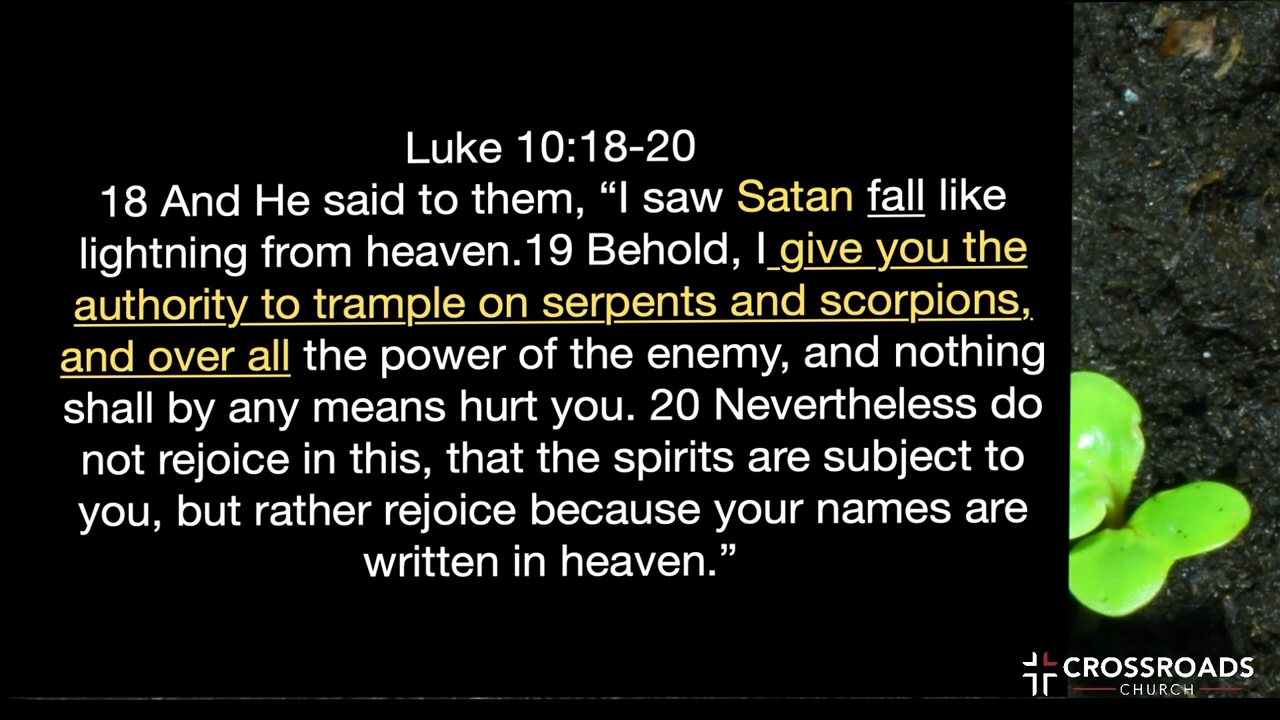 Luke 10:18-20
18 And He said to them, “I saw Satan fall like
lightning from heaven.19 Behold, I give you the
authority to trample on serpents and scorpions,
and over all the power of the enemy, and nothing
shall by any means hurt you. 20 Nevertheless do
not rejoice in this, that the spirits are subject to
you, but rather rejoice because your names are
written in heaven.”
CROSSROADS
CHURCH